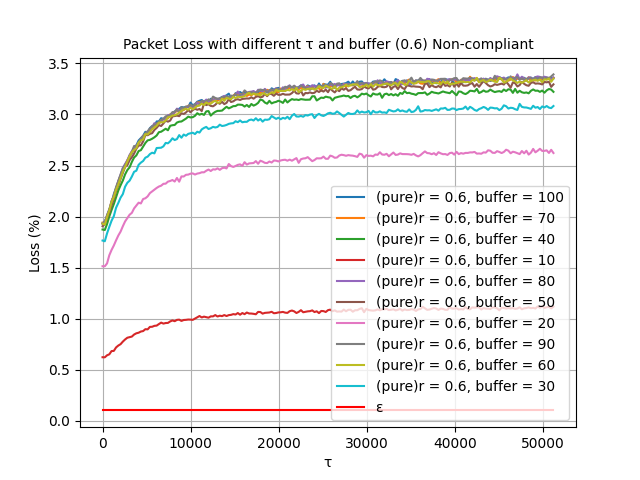 Packet Loss with different τ and buffer (0.6) Non-compliant
Loss (%)
3.5
3.0
2.5
2.0
1.5
1.0
0.5
0.0
(pure)r = 0.6, buffer = 100
(pure)r = 0.6, buffer = 70
(pure)r = 0.6, buffer = 40
(pure)r = 0.6, buffer = 10
(pure)r = 0.6, buffer = 80
(pure)r = 0.6, buffer = 50
(pure)r = 0.6, buffer = 20
(pure)r = 0.6, buffer = 90
(pure)r = 0.6, buffer = 60
(pure)r = 0.6, buffer = 30
ε
0 10000 20000 30000 40000 50000
τ